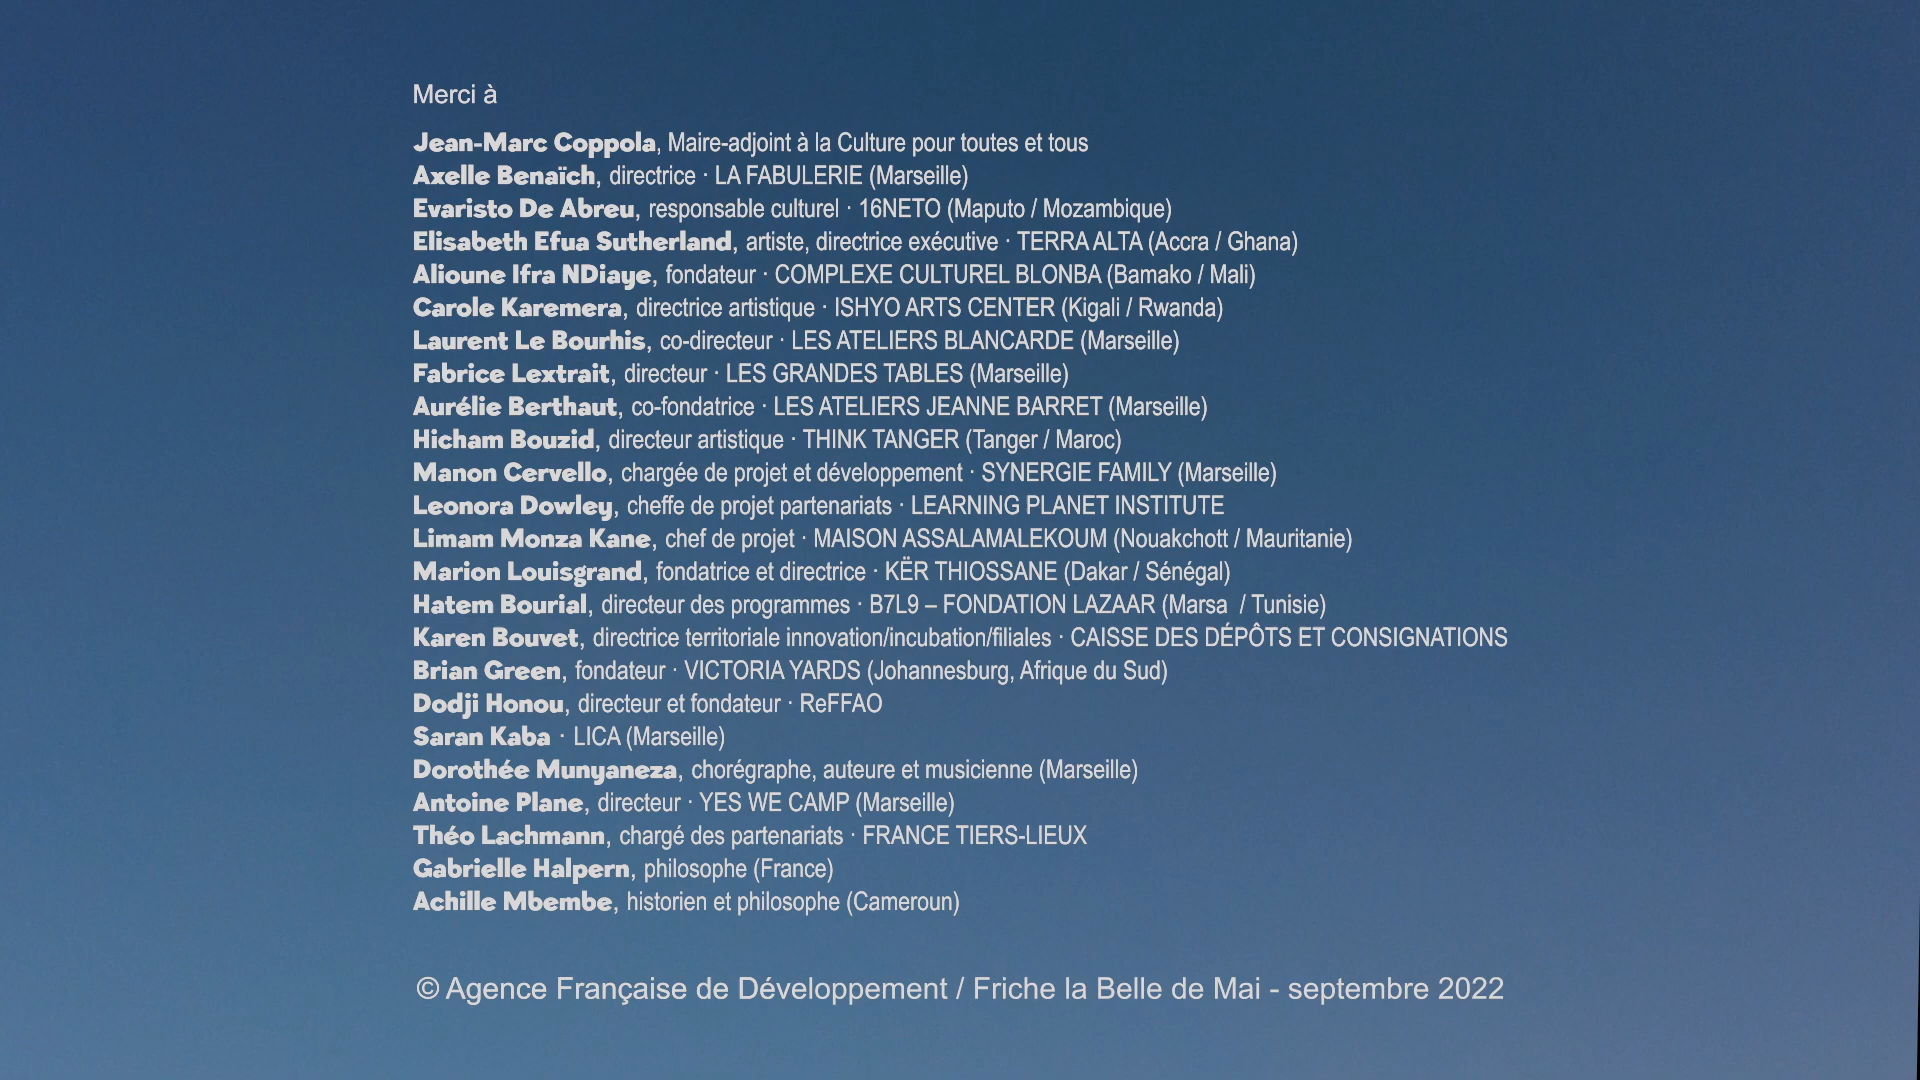 Merci à
Jean-Marc Coppola, Maire-adjoint à la Culture pour toutes et tous
Axelle Benaïch, directrice · LA FABULERIE (Marseille)
Evaristo De Abreu, responsable culturel · 16NETO (Maputo / Mozambique)
Elisabeth Efua Sutherland, artiste, directrice exécutive · TERRA ALTA (Accra / Ghana)
Alioune Ifra NDiaye, fondateur · COMPLEXE CULTUREL BLONBA (Bamako / Mali)
Carole Karemera, directrice artistique · ISHYO ARTS CENTER (Kigali / Rwanda)
Laurent Le Bourhis, co-directeur · LES ATELIERS BLANCARDE (Marseille)
Fabrice Lextrait, directeur · LES GRANDES TABLES (Marseille)
Aurélie Berthaut, co-fondatrice · LES ATELIERS JEANNE BARRET (Marseille)
Hicham Bouzid, directeur artistique · THINK TANGER (Tanger / Maroc)
Manon Cervello, chargée de projet et développement · SYNERGIE FAMILY (Marseille)
Leonora Dowley, cheffe de projet partenariats · LEARNING PLANET INSTITUTE
Limam Monza Kane, chef de projet · MAISON ASSALAMALEKOUM (Nouakchott / Mauritanie)
Marion Louisgrand, fondatrice et directrice · KËR THIOSSANE (Dakar / Sénégal)
Hatem Bourial, directeur des programmes · B7L9 – FONDATION LAZAAR (Marsa  / Tunisie)
Karen Bouvet, directrice territoriale innovation/incubation/filiales · CAISSE DES DÉPÔTS ET CONSIGNATIONS
Brian Green, fondateur · VICTORIA YARDS (Johannesburg, Afrique du Sud)
Dodji Honou, directeur et fondateur · ReFFAO
Saran Kaba · LICA (Marseille)
Dorothée Munyaneza, chorégraphe, auteure et musicienne (Marseille)
Antoine Plane, directeur · YES WE CAMP (Marseille)
Théo Lachmann, chargé des partenariats · FRANCE TIERS-LIEUX
Gabrielle Halpern, philosophe (France)
Achille Mbembe, historien et philosophe (Cameroun)
© Agence Française de Développement / Friche la Belle de Mai - septembre 2022